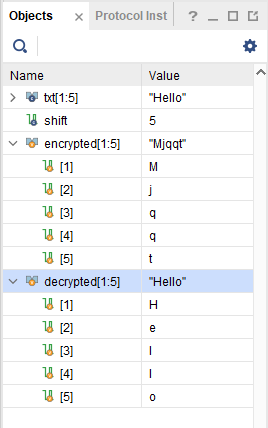 Objects Protocol Inst
Name Value
txt[1:5] "Hello"
shift 5
encrypted[1:5] "Mjqqt"
[1] M
[2] j
[3] q
[4] q
[5] t
decrypted[1:5] "Hello"
[1] H
[2] e
[3] l
[4] l
[5] o